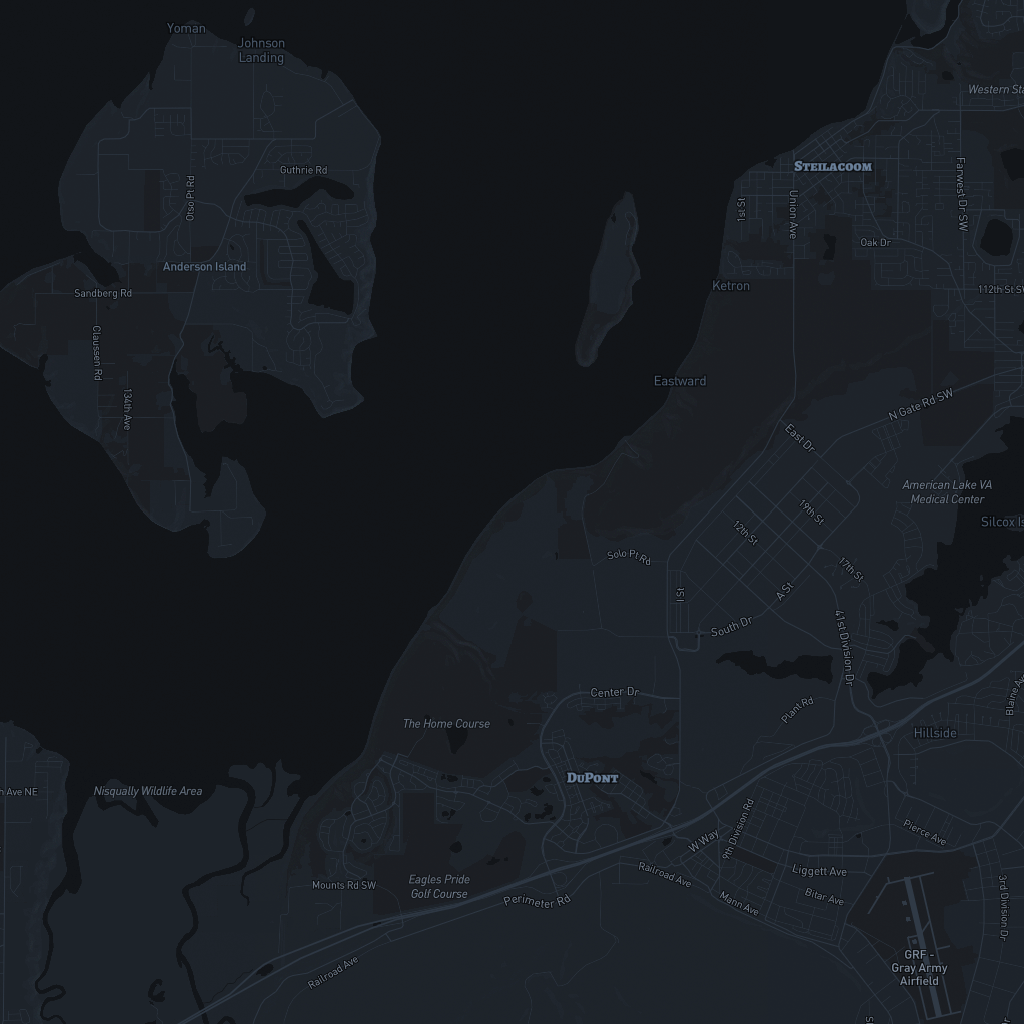 Yoman
Johnson
Landing
Western Sta
Steilacoom
Farwest Dr SW
Guthrie Rd
Otso Pt Rd
1st St
Union Ave
Oak Dr
Anderson Island
Ketron
112th St SW
Sandberg Rd
Claussen Rd
Eastward
134th Ave
N Gate Rd SW
East Dr
American Lake VA
Medical Center
19th St
12th St
Silcox Is
Solo Pt Rd
17th St
I St
A St
South Dr
41st Division Dr
Center Dr
Plant Rd
Blaine Av
The Home Course
Hillside
DuPont
h Ave NE
Nisqually Wildlife Area
9th Division Rd
W Way
Pierce Ave
Liggett Ave
Railroad Ave
Mounts Rd SW
Eagles Pride
Golf Course
Bitar Ave
Perimeter Rd
Mann Ave
3rd Division Dr
GRF -
Gray Army
Airfield
Railroad Ave
S
r